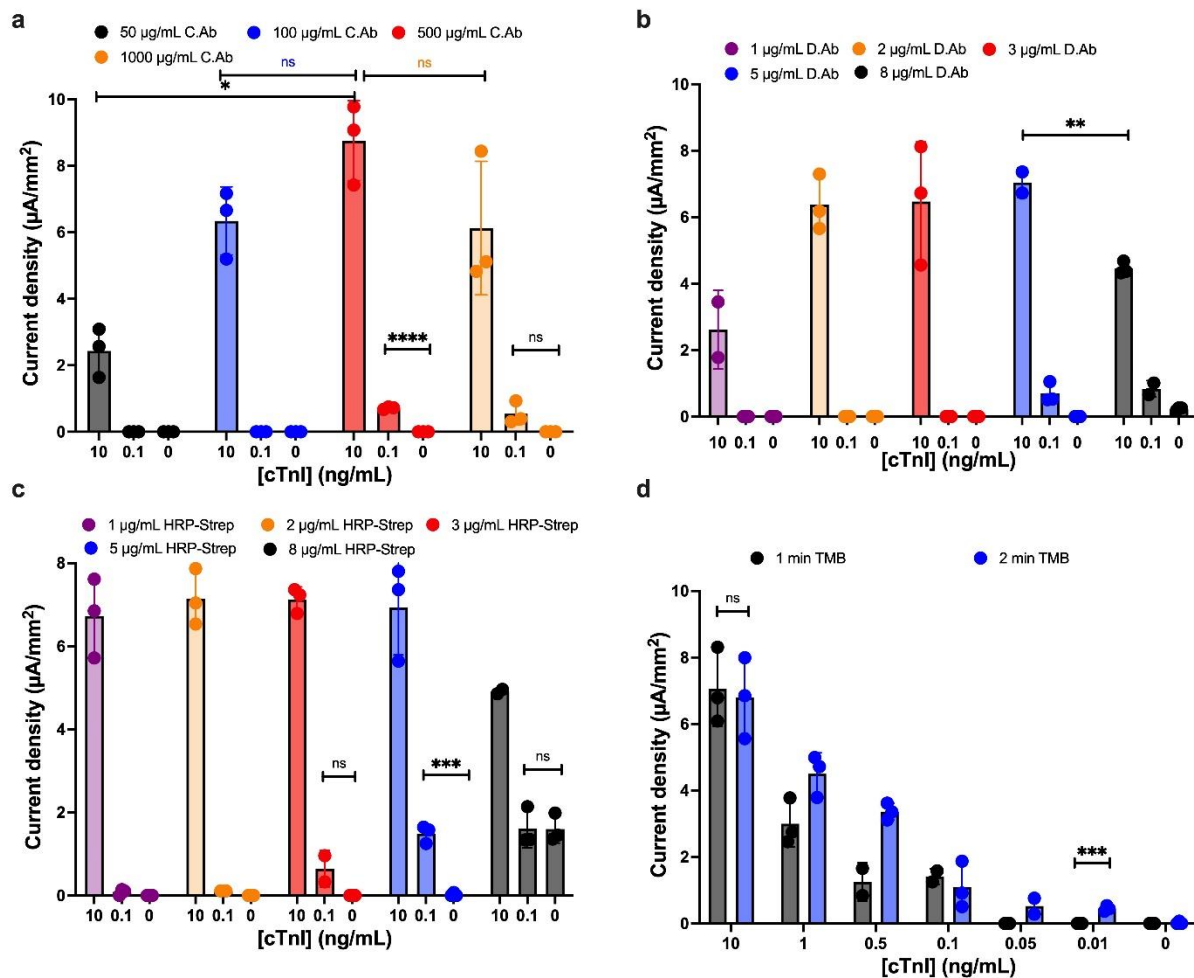 a
50 µg/mL C.Ab 100 µg/mL C.Ab 500 µg/mL C.Ab
1000 µg/mL C.Ab
ns ns
*
**** ns
Current density (µA/mm²)
10
8
6
4
2
0
10 0.1 0 10 0.1 0 10 0.1 0 10 0.1 0
[cTnI] (ng/mL)
b
1 µg/mL D.Ab 2 µg/mL D.Ab 3 µg/mL D.Ab
5 µg/mL D.Ab 8 µg/mL D.Ab
**
Current density (µA/mm²)
10
8
6
4
2
0
10 0.1 0 10 0.1 0 10 0.1 0 10 0.1 0 10 0.1 0
[cTnI] (ng/mL)
c
1 µg/mL HRP-Strep 2 µg/mL HRP-Strep 3 µg/mL HRP-Strep
5 µg/mL HRP-Strep 8 µg/mL HRP-Strep
ns *** ns
Current density (µA/mm²)
8
6
4
2
0
10 0.1 0 10 0.1 0 10 0.1 0 10 0.1 0 10 0.1 0
[cTnI] (ng/mL)
d
1 min TMB 2 min TMB
ns
***
Current density (µA/mm²)
10
8
6
4
2
0
10 1 0.5 0.1 0.05 0.01 0
[cTnI] (ng/mL)